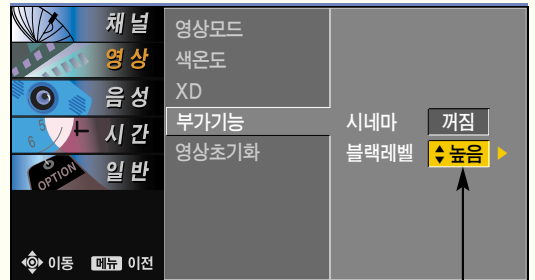 채널
영상
음성
시간
일반
이동 메뉴 이전
영상모드
색온도
XD
부가기능
영상초기화
시네마 꺼짐
블랙레벨 높음
6 5
OPTION